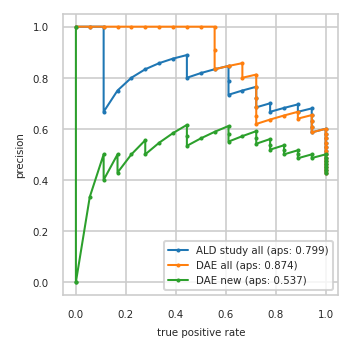 1.0
0.8
0.6
0.4
0.2
0.0
precision
0.0 0.2 0.4 0.6 0.8 1.0
true positive rate
ALD study all (aps: 0.799)
DAE all (aps: 0.874)
DAE new (aps: 0.537)